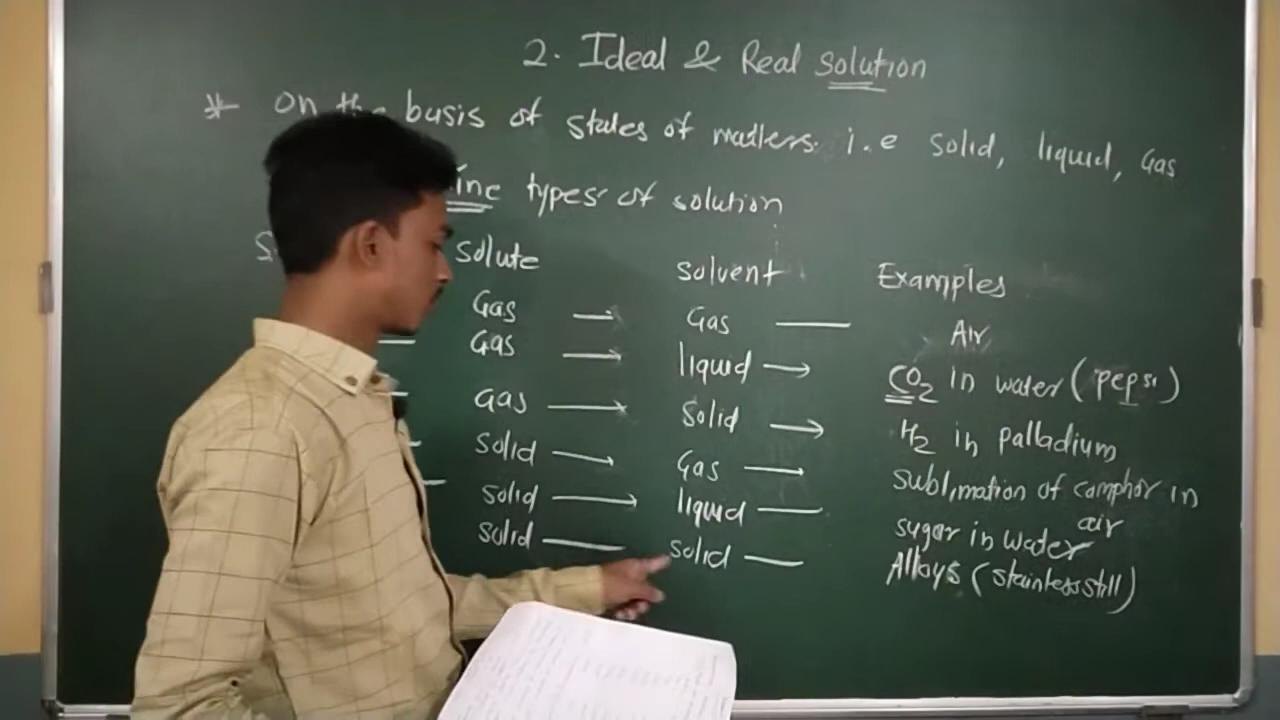 2. Ideal & Real solution
* on the basis of states of matters. i.e solid, liquid, Gas
types of solution
solute solvent Examples
Gas → Gas — Air
Gas → liquid → CO2 in water (pepsi)
Gas → solid → H2 in palladium
solid → Gas → sublimation of camphor in air
solid → liquid — sugar in water
solid — solid — Alloys (stainless still)